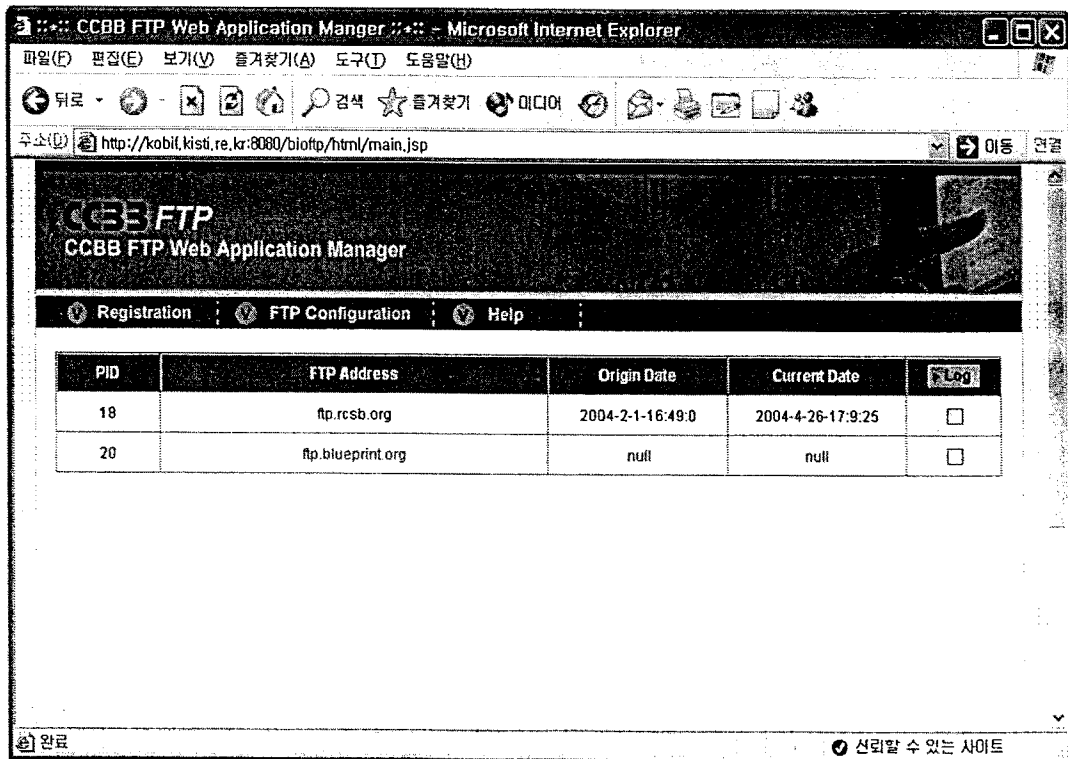 ::+:: CCBB FTP Web Application Manger ::+:: - Microsoft Internet Explorer
파일(F) 편집(E) 보기(V) 즐겨찾기(A) 도구(T) 도움말(H)
뒤로 검색 즐겨찾기 미디어
주소(D) http://kobif.kisti.re.kr:8080/bioftp/html/main.jsp 이동 연결
CCBB FTP
CCBB FTP Web Application Manager
Registration FTP Configuration Help
PID FTP Address Origin Date Current Date Log
18 ftp.rcsb.org 2004-2-1-16:49:0 2004-4-26-17:9:25
20 ftp.blueprint.org null null
완료 신뢰할 수 있는 사이트